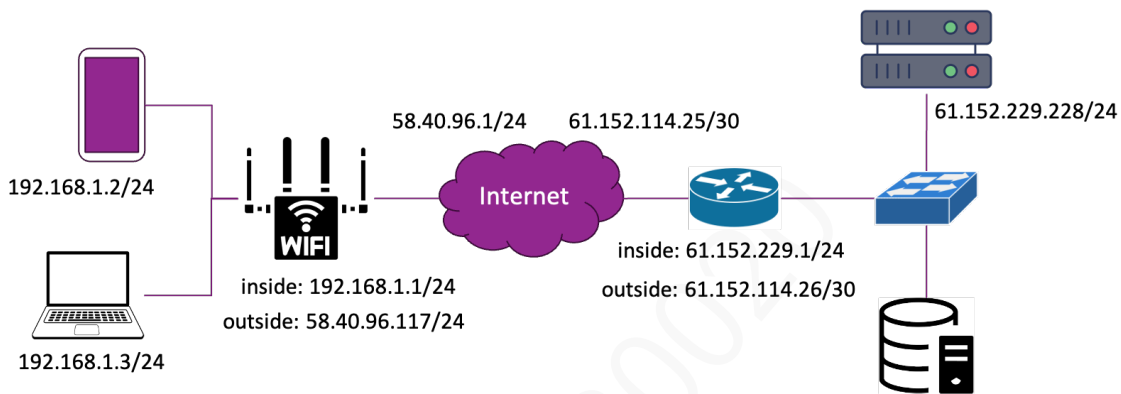 58.40.96.1/24
61.152.114.25/30
61.152.229.228/24
192.168.1.2/24
Internet
WIFI
inside: 192.168.1.1/24
outside: 58.40.96.117/24
inside: 61.152.229.1/24
outside: 61.152.114.26/30
192.168.1.3/24